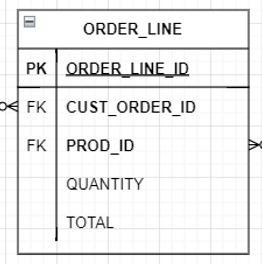 ORDER_LINE
PK ORDER_LINE_ID
FK CUST_ORDER_ID
FK PROD_ID
QUANTITY
TOTAL